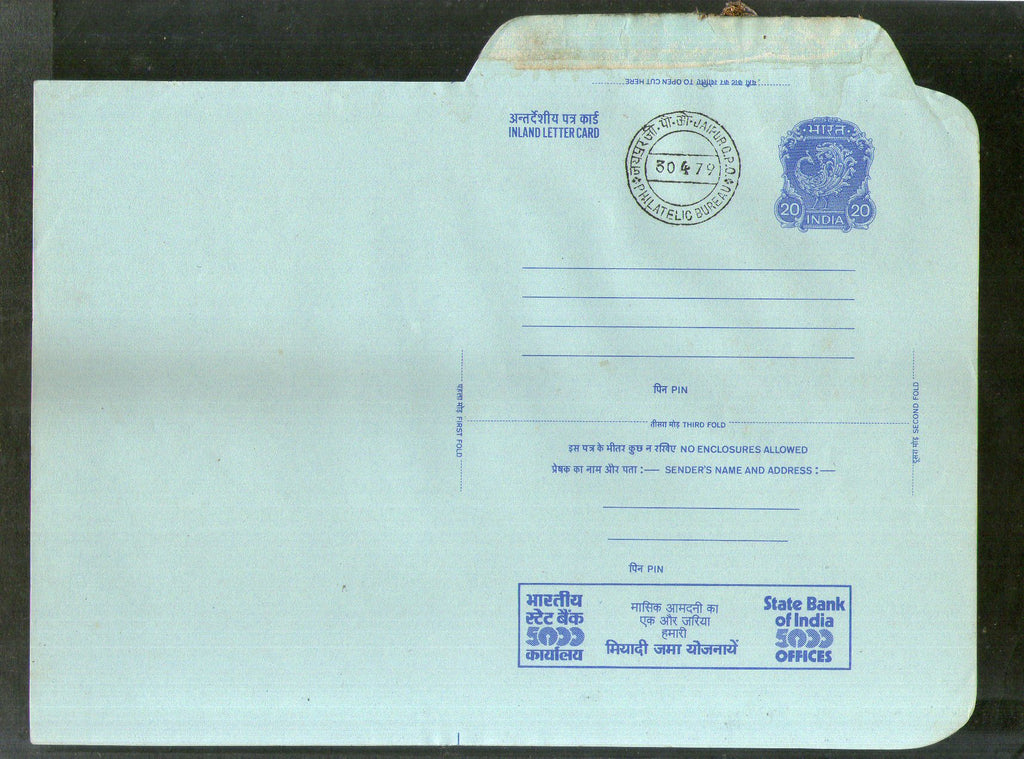 यहाँ काट कर खोलिए TO OPEN CUT HERE
अन्तर्देशीय पत्र कार्ड
INLAND LETTER CARD
जयपुर जी.पी.ओ. JAIPUR G.P.O.
30 4 79
PHILATELIC BUREAU
भारत
20 20
INDIA
पिन PIN
पहला मोड़ FIRST FOLD
दूसरा मोड़ SECOND FOLD
तीसरा मोड़ THIRD FOLD
इस पत्र के भीतर कुछ न रखिए NO ENCLOSURES ALLOWED
प्रेषक का नाम और पता :— SENDER'S NAME AND ADDRESS :—
पिन PIN
भारतीय
स्टेट बैंक
5000
कार्यालय
मासिक आमदनी का
एक और जरिया
हमारी
मियादी जमा योजनायें
State Bank
of India
5000
OFFICES